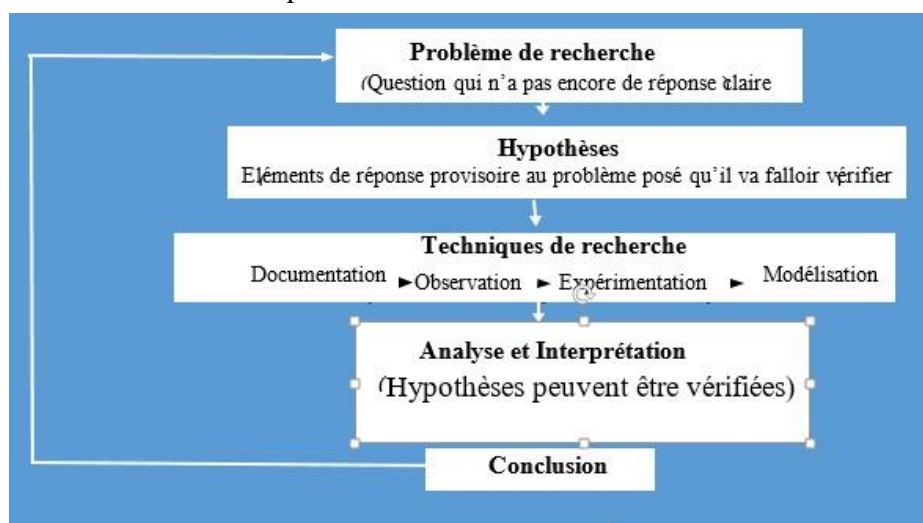 Problème de recherche
(Question qui n'a pas encore de réponse claire
Hypothèses
Eléments de réponse provisoire au problème posé qu'il va falloir vérifier
Techniques de recherche
Documentation ► Observation ► Expérimentation ► Modélisation
Analyse et Interprétation
(Hypothèses peuvent être vérifiées)
Conclusion